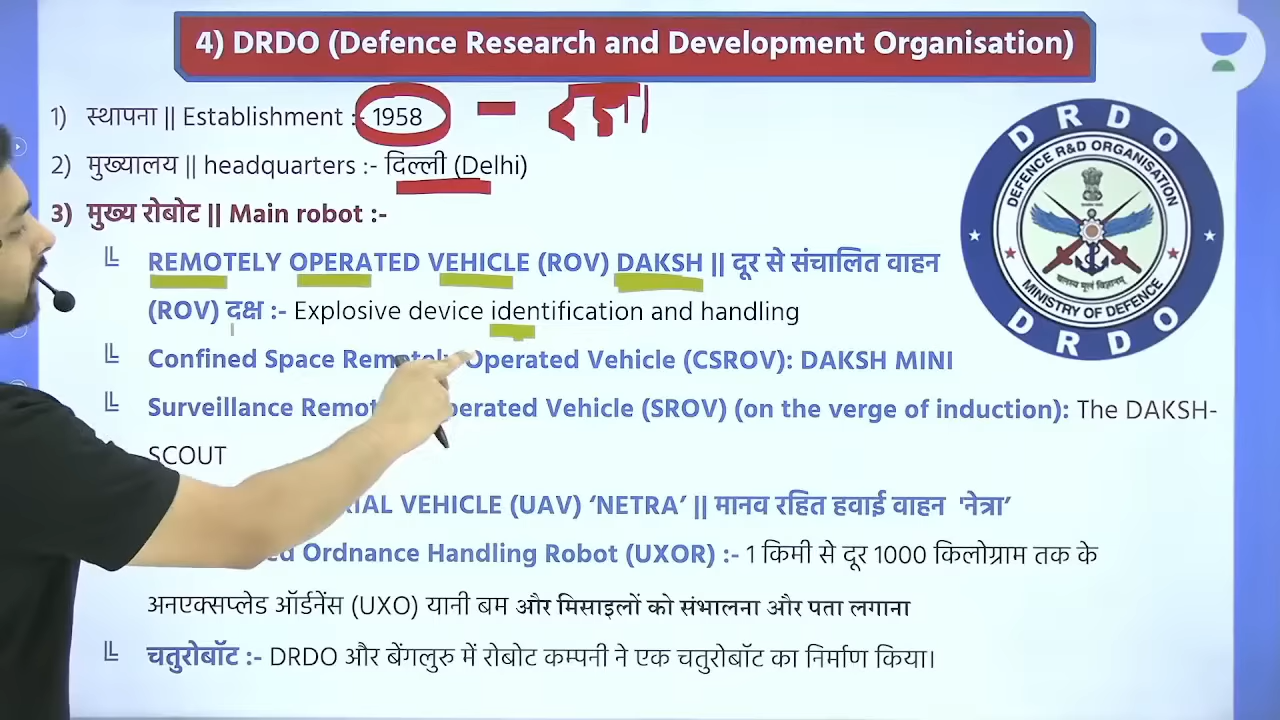 4) DRDO (Defence Research and Development Organisation)
1) स्थापना || Establishment :- 1958
2) मुख्यालय || headquarters :- दिल्ली (Delhi)
3) मुख्य रोबोट || Main robot :-
REMOTELY OPERATED VEHICLE (ROV) DAKSH || दूर से संचालित वाहन
(ROV) दक्ष :- Explosive device identification and handling
Confined Space Remotely Operated Vehicle (CSROV): DAKSH MINI
Surveillance Operated Vehicle (SROV) (on the verge of induction): The DAKSH-
SCOUT
VEHICLE (UAV) ‘NETRA’ || मानव रहित हवाई वाहन 'नेत्रा’
Ordnance Handling Robot (UXOR) :- 1 किमी से दूर 1000 किलोग्राम तक के
अनएक्सप्लेड ऑर्डनेंस (UXO) यानी बम और मिसाइलों को संभालना और पता लगाना
चतुरोबॉट :- DRDO और बेंगलुरु में रोबोट कम्पनी ने एक चतुरोबॉट का निर्माण किया।
DRDO
DEFENCE R&D ORGANISATION
बलस्य मूलं विज्ञानम्
MINISTRY OF DEFENCE
DRDO